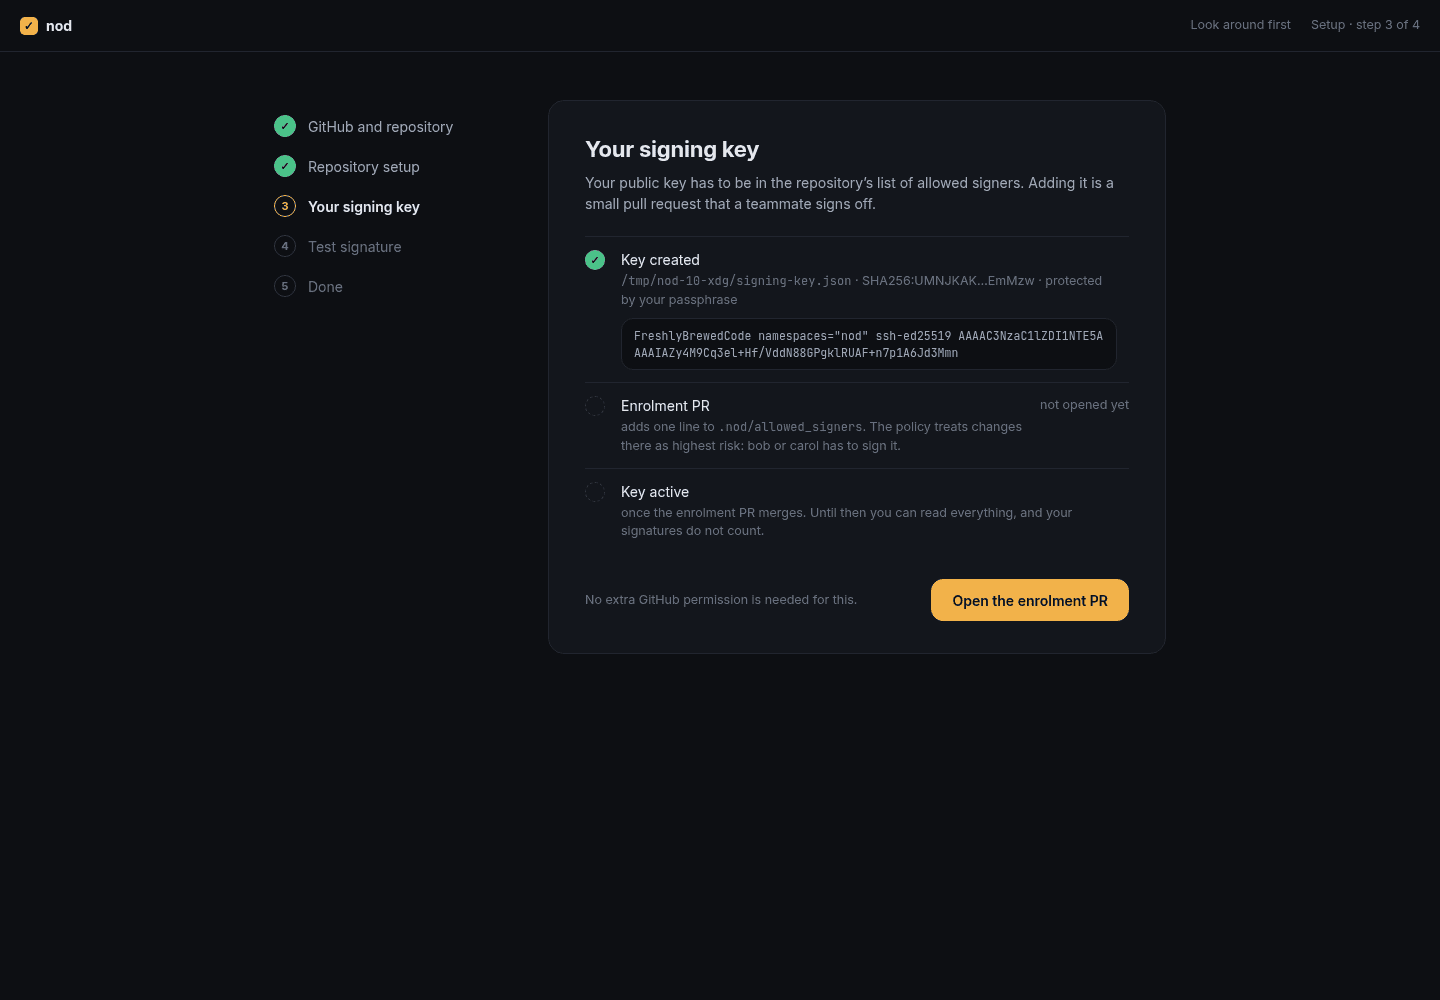 ✓ nod
Look around first
Setup · step 3 of 4
✓ GitHub and repository
✓ Repository setup
3 Your signing key
4 Test signature
5 Done
Your signing key
Your public key has to be in the repository’s list of allowed signers. Adding it is a
small pull request that a teammate signs off.
✓ Key created
/tmp/nod-10-xdg/signing-key.json · SHA256:UMNJKAK…EmMzw · protected
by your passphrase
FreshlyBrewedCode namespaces="nod" ssh-ed25519 AAAAC3NzaC1lZDI1NTE5A
AAAIAZy4M9Cq3el+Hf/VddN88GPgklRUAF+n7p1A6Jd3Mmn
Enrolment PR
not opened yet
adds one line to .nod/allowed_signers. The policy treats changes
there as highest risk: bob or carol has to sign it.
Key active
once the enrolment PR merges. Until then you can read everything, and your
signatures do not count.
No extra GitHub permission is needed for this.
Open the enrolment PR